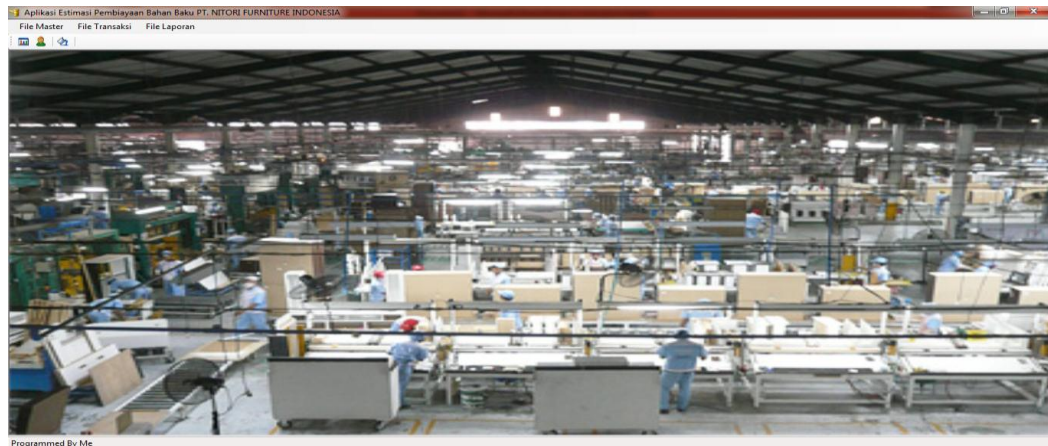 Aplikasi Estimasi Pembiayaan Bahan Baku PT. NITORI FURNITURE INDONESIA
File Master File Transaksi File Laporan
Programmed By Me